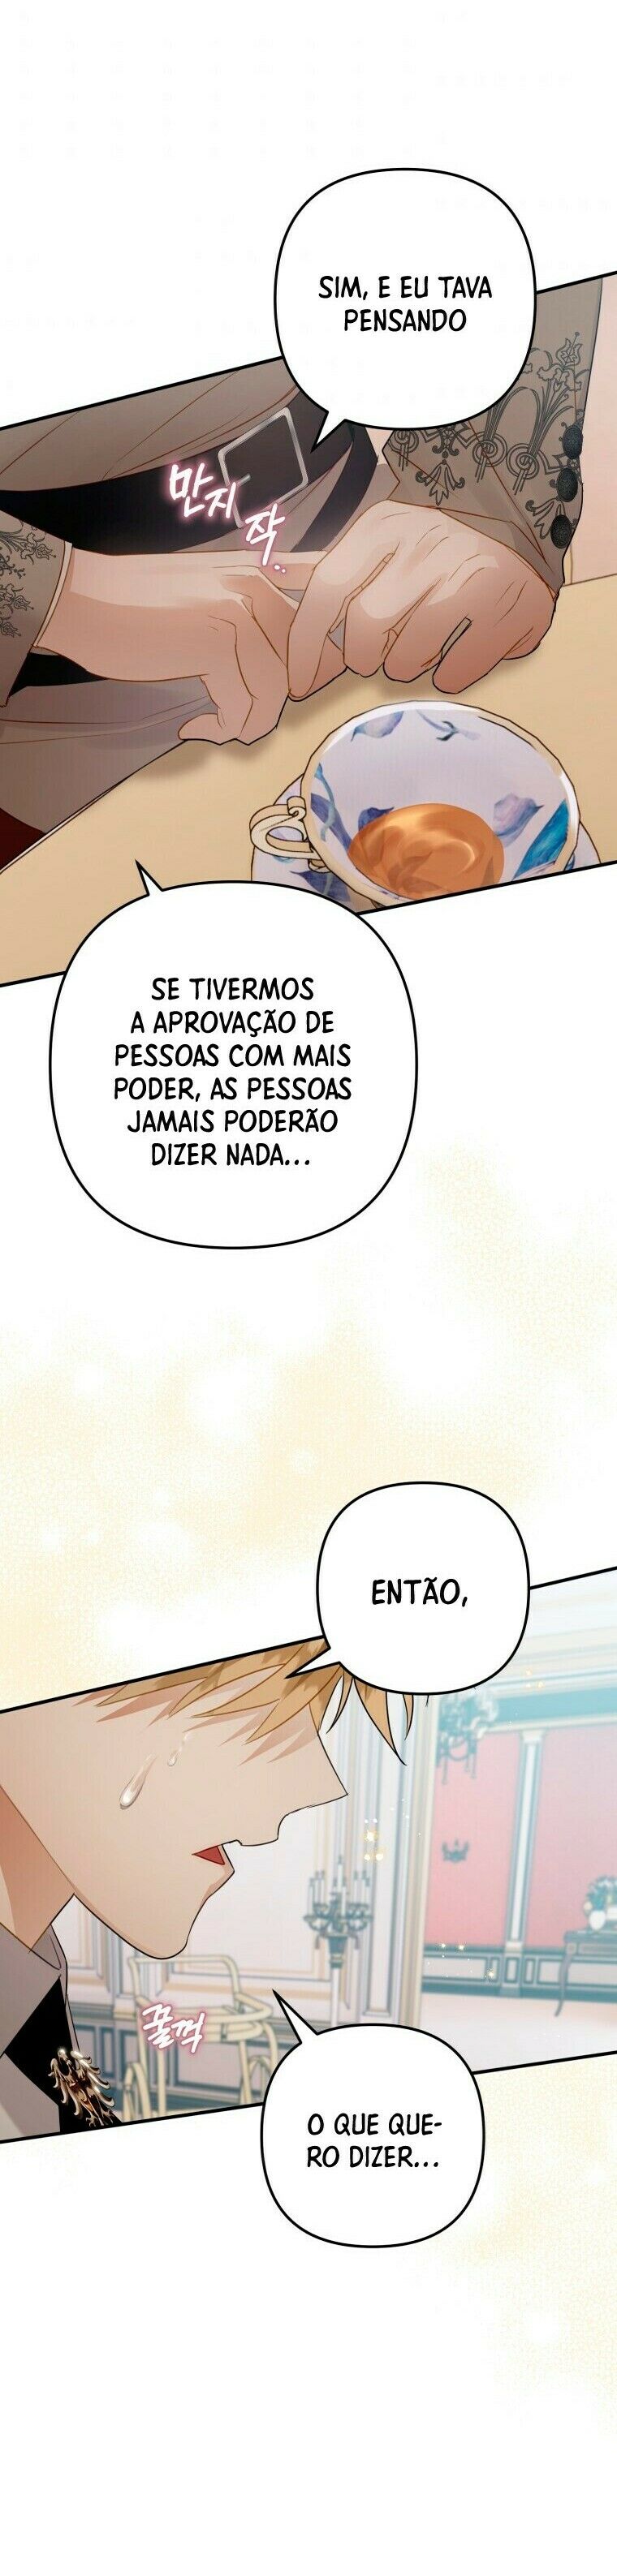 SIM, E EU TAVA
PENSANDO
만지
작..
SE TIVERMOS
A APROVAÇÃO DE
PESSOAS COM MAIS
PODER, AS PESSOAS
JAMAIS PODERÃO
DIZER NADA...
ENTÃO,
꿀꺽
O QUE QUE-
RO DIZER...